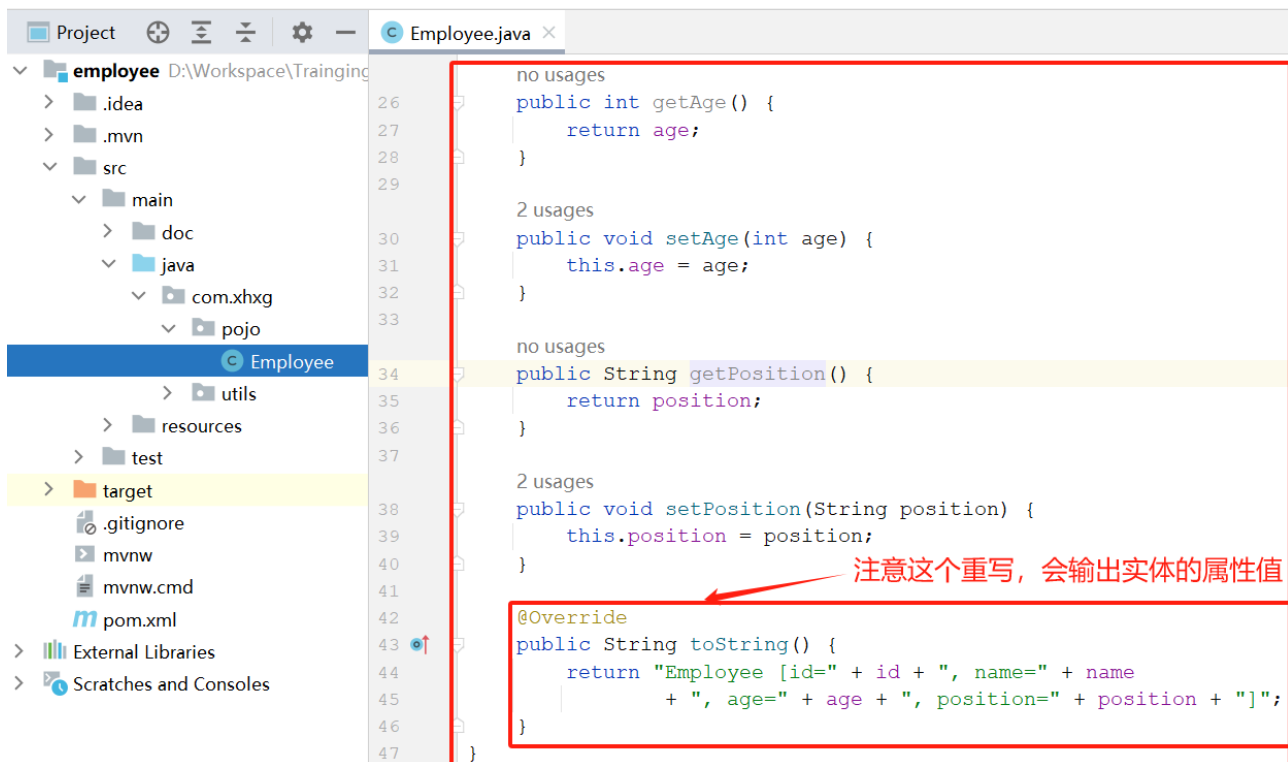 Project
Employee.java
employee D:\Workspace\Trainging
.idea
.mvn
src
main
doc
java
com.xhxg
pojo
Employee
utils
resources
test
target
.gitignore
mvnw
mvnw.cmd
pom.xml
External Libraries
Scratches and Consoles
no usages
26 public int getAge() {
27 return age;
28 }
29
2 usages
30 public void setAge(int age) {
31 this.age = age;
32 }
33
no usages
34 public String getPosition() {
35 return position;
36 }
37
2 usages
38 public void setPosition(String position) {
39 this.position = position;
40 }
注意这个重写，会输出实体的属性值
41
42 @Override
43 public String toString() {
44 return "Employee [id=" + id + ", name=" + name
45 + ", age=" + age + ", position=" + position + "]";
46 }
47 }